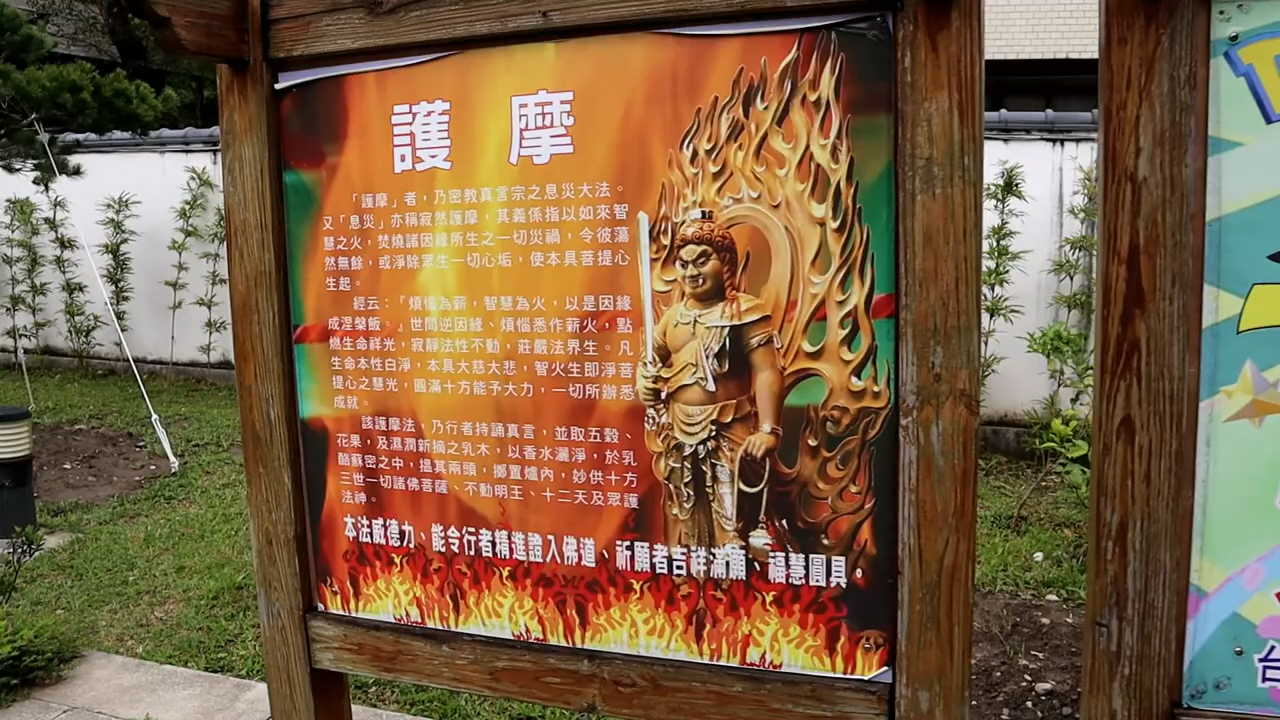 護 摩
「護摩」者，乃密教真言宗之息災大法。
又「息災」亦稱寂然護摩，其義係指以如來智
慧之火，焚燒諸因緣所生之一切災禍，令彼蕩
然無餘，或淨除眾生一切心垢，使本具菩提心
生起。
經云：『煩惱為薪，智慧為火，以是因緣
成涅槃飯。』世間逆因緣、煩惱悉作薪火，點
燃生命祥光，寂靜法性不動，莊嚴法界生。凡
生命本性白淨，本具大慈大悲，智火生即淨菩
提心之慧光，圓滿十方能予大力，一切所辦悉
成就。
該護摩法，乃行者持誦真言，並取五穀、
花果，及濕潤新摘之乳木，以香水灑淨，於乳
酪蘇密之中，搵其兩頭，擲置爐內，妙供十方
三世一切諸佛菩薩、不動明王、十二天及眾護
法神。
本法威德力、能令行者精進證入佛道、祈願者吉祥滿願、福慧圓具。
台